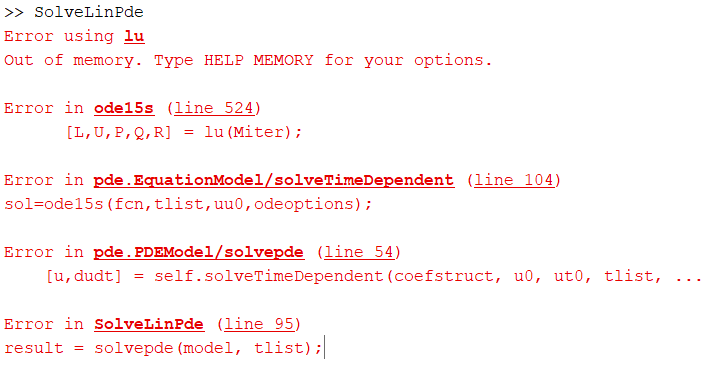 >> SolveLinPde
Error using lu
Out of memory. Type HELP MEMORY for your options.
Error in ode15s (line 524)
[L,U,P,Q,R] = lu(Miter);
Error in pde.EquationModel/solveTimeDependent (line 104)
sol=ode15s(fcn,tlist,uu0,odeoptions);
Error in pde.PDEModel/solvepde (line 54)
[u,dudt] = self.solveTimeDependent(coefstruct, u0, ut0, tlist, ...
Error in SolveLinPde (line 95)
result = solvepde(model, tlist);